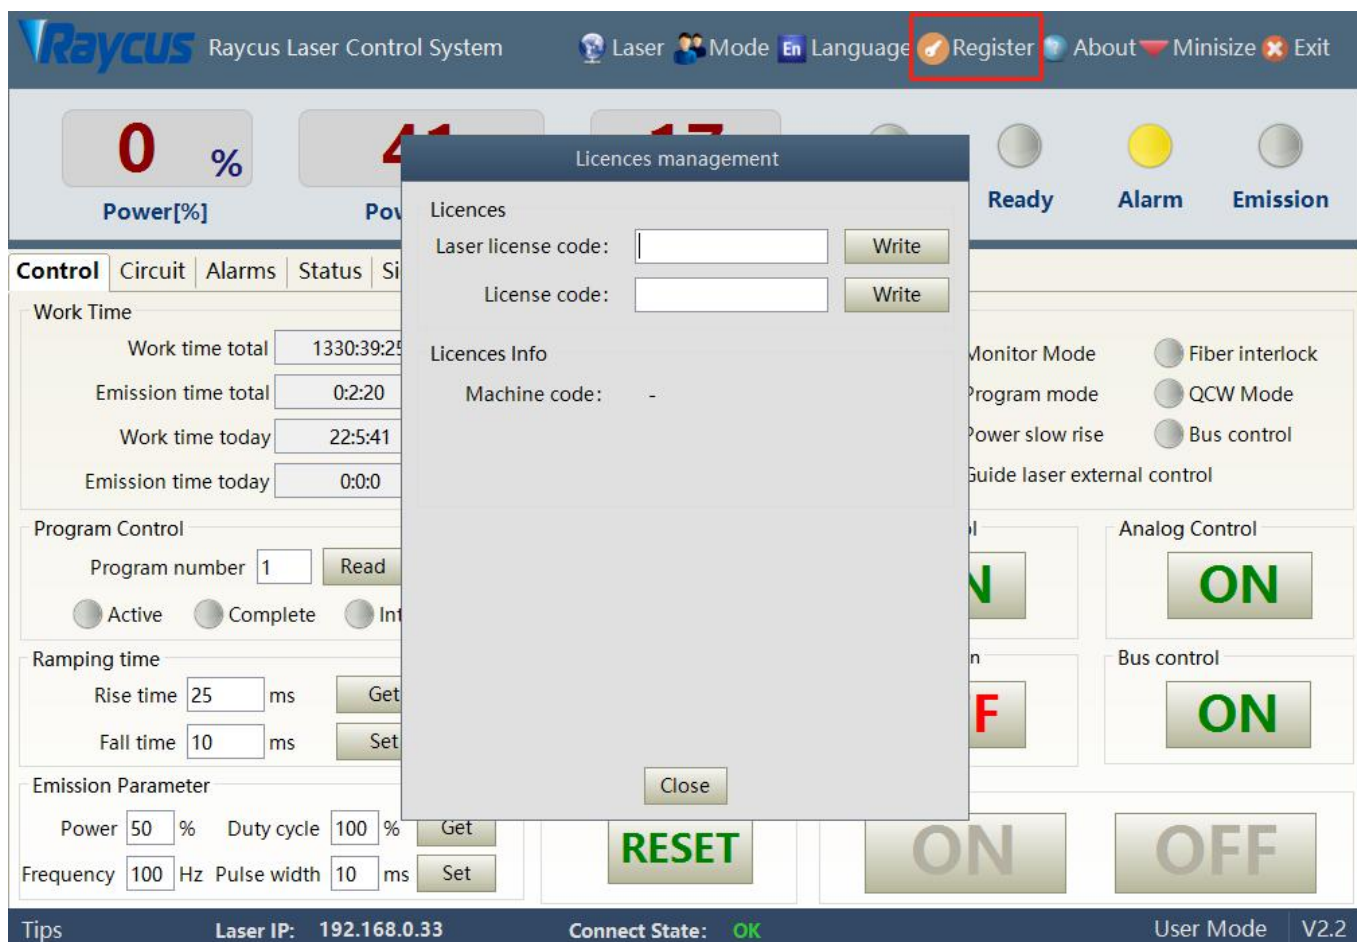 Raycus Raycus Laser Control System Laser Mode En Language Register About Minisize Exit
0 % 41 17
Power[%] Pow Ready Alarm Emission
Licences management
Licences
Laser license code: Write
License code: Write
Licences Info
Machine code: -
Close
Control Circuit Alarms Status Si
Work Time
Work time total 1330:39:25
Emission time total 0:2:20
Work time today 22:5:41
Emission time today 0:0:0
Monitor Mode Fiber interlock
Program mode QCW Mode
Power slow rise Bus control
Guide laser external control
Program Control
Program number 1 Read
Active Complete Int
Analog Control
N ON
Ramping time
Rise time 25 ms Get
Fall time 10 ms Set
n Bus control
F ON
Emission Parameter
Power 50 % Duty cycle 100 % Get
Frequency 100 Hz Pulse width 10 ms Set
RESET ON OFF
Tips Laser IP: 192.168.0.33 Connect State: OK User Mode V2.2